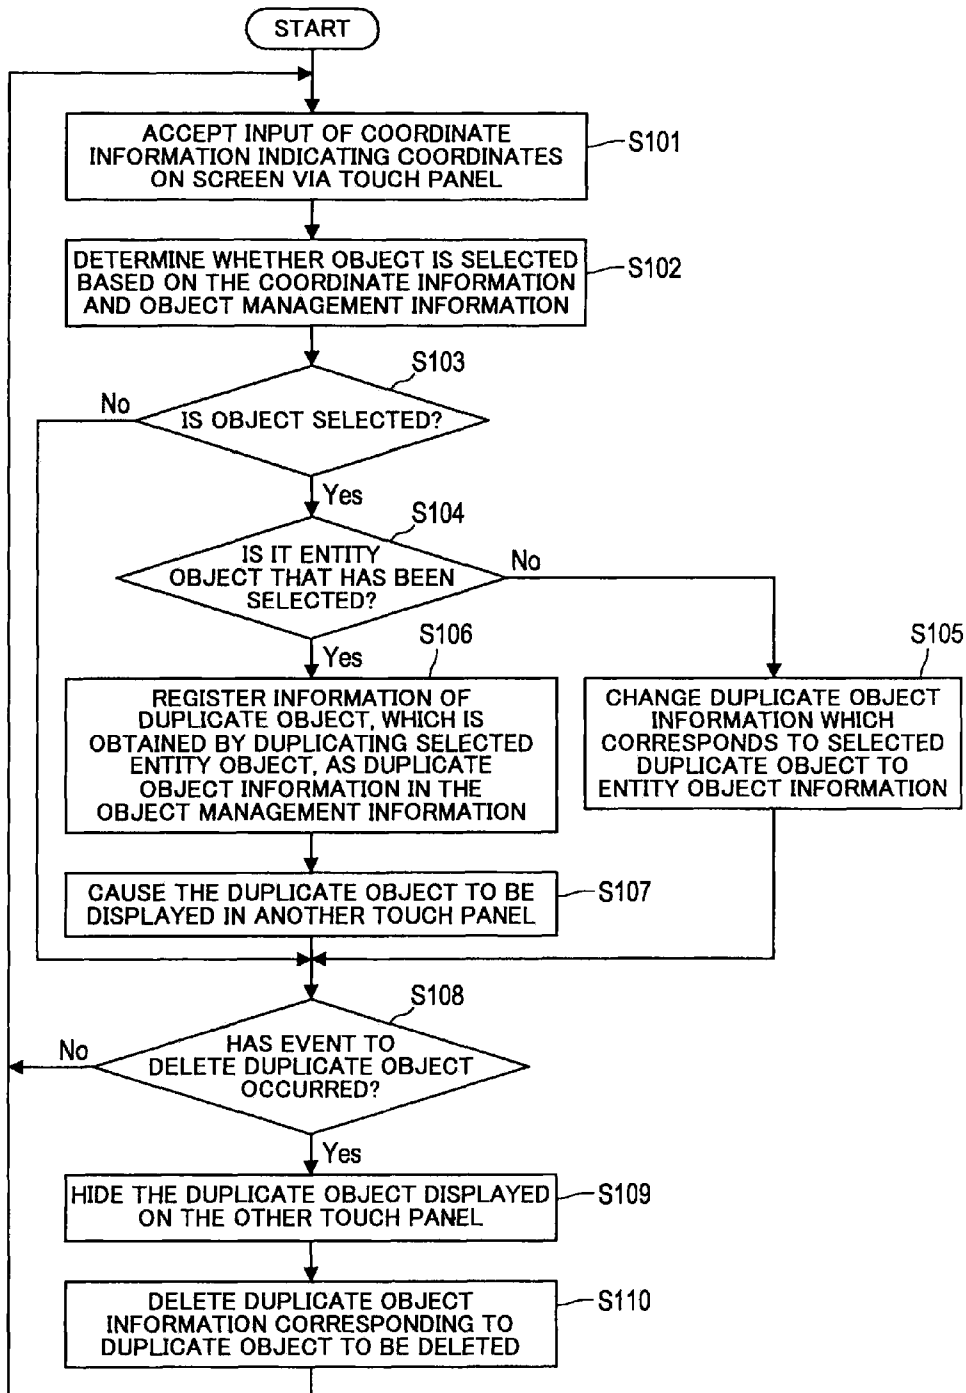 START
ACCEPT INPUT OF COORDINATE
INFORMATION INDICATING COORDINATES
ON SCREEN VIA TOUCH PANEL
S101
DETERMINE WHETHER OBJECT IS SELECTED
BASED ON THE COORDINATE INFORMATION
AND OBJECT MANAGEMENT INFORMATION
S102
S103
No
IS OBJECT SELECTED?
Yes
S104
IS IT ENTITY
OBJECT THAT HAS BEEN
SELECTED?
No
Yes
S106
REGISTER INFORMATION OF
DUPLICATE OBJECT, WHICH IS
OBTAINED BY DUPLICATING SELECTED
ENTITY OBJECT, AS DUPLICATE
OBJECT INFORMATION IN THE
OBJECT MANAGEMENT INFORMATION
S105
CHANGE DUPLICATE OBJECT
INFORMATION WHICH
CORRESPONDS TO SELECTED
DUPLICATE OBJECT TO
ENTITY OBJECT INFORMATION
CAUSE THE DUPLICATE OBJECT TO BE
DISPLAYED IN ANOTHER TOUCH PANEL
S107
S108
No
HAS EVENT TO
DELETE DUPLICATE OBJECT
OCCURRED?
Yes
HIDE THE DUPLICATE OBJECT DISPLAYED
ON THE OTHER TOUCH PANEL
S109
DELETE DUPLICATE OBJECT
INFORMATION CORRESPONDING TO
DUPLICATE OBJECT TO BE DELETED
S110